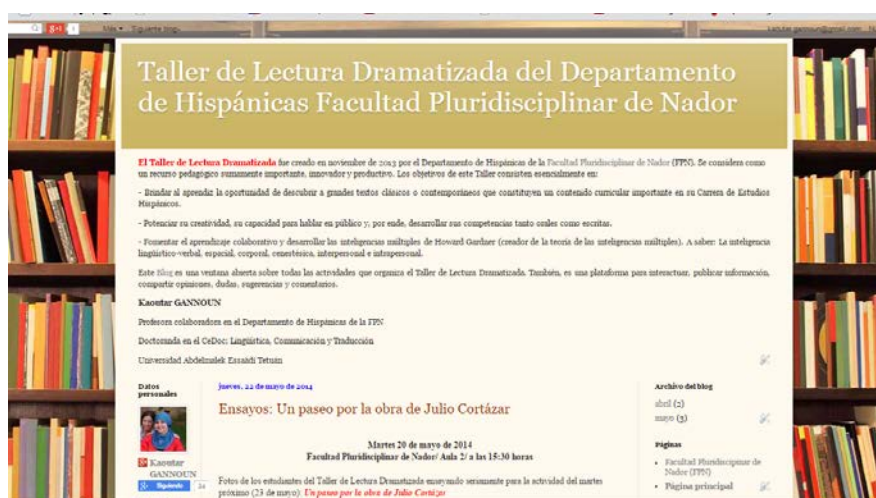 Más Siguiente blog»
kaoutar.gannoun@gmail.com
Taller de Lectura Dramatizada del Departamento
de Hispánicas Facultad Pluridisciplinar de Nador
El Taller de Lectura Dramatizada fue creado en noviembre de 2013 por el Departamento de Hispánicas de la Facultad Pluridisciplinar de Nador (FPN). Se considera como
un recurso pedagógico sumamente importante, innovador y productivo. Los objetivos de este Taller consisten esencialmente en:
- Brindar al aprendiz la oportunidad de descubrir a grandes textos clásicos o contemporáneos que constituyen un contenido curricular importante en su Carrera de Estudios
Hispánicos.
- Potenciar su creatividad, su capacidad para hablar en público y, por ende, desarrollar sus competencias tanto orales como escritas.
- Fomentar el aprendizaje colaborativo y desarrollar las inteligencias múltiples de Howard Gardner (creador de la teoría de las inteligencias múltiples). A saber: La inteligencia
lingüístico-verbal, espacial, corporal, cenestésica, interpersonal e intrapersonal.
Este Blog es una ventana abierta sobre todas las actividades que organiza el Taller de Lectura Dramatizada. También, es una plataforma para interactuar, publicar información,
compartir opiniones, dudas, sugerencias y comentarios.
Kaoutar GANNOUN
Profesora colaboradora en el Departamento de Hispánicas de la FPN
Doctoranda en el CeDoc: Lingüística, Comunicación y Traducción
Universidad Abdelmalek Essaâdi Tetuán
Datos
personales
Kaoutar
GANNOUN
Siguiendo 24
jueves, 22 de mayo de 2014
Ensayos: Un paseo por la obra de Julio Cortázar
Martes 20 de mayo de 2014
Facultad Pluridisciplinar de Nador/ Aula 2/ a las 15:30 horas
Fotos de los estudiantes del Taller de Lectura Dramatizada ensayando seriamente para la actividad del martes
próximo (23 de mayo): Un paseo por la obra de Julio Cortázar
Archivo del blog
abril (2)
mayo (3)
Páginas
Facultad Pluridisciplinar de
Nador (FPN)
Página principal